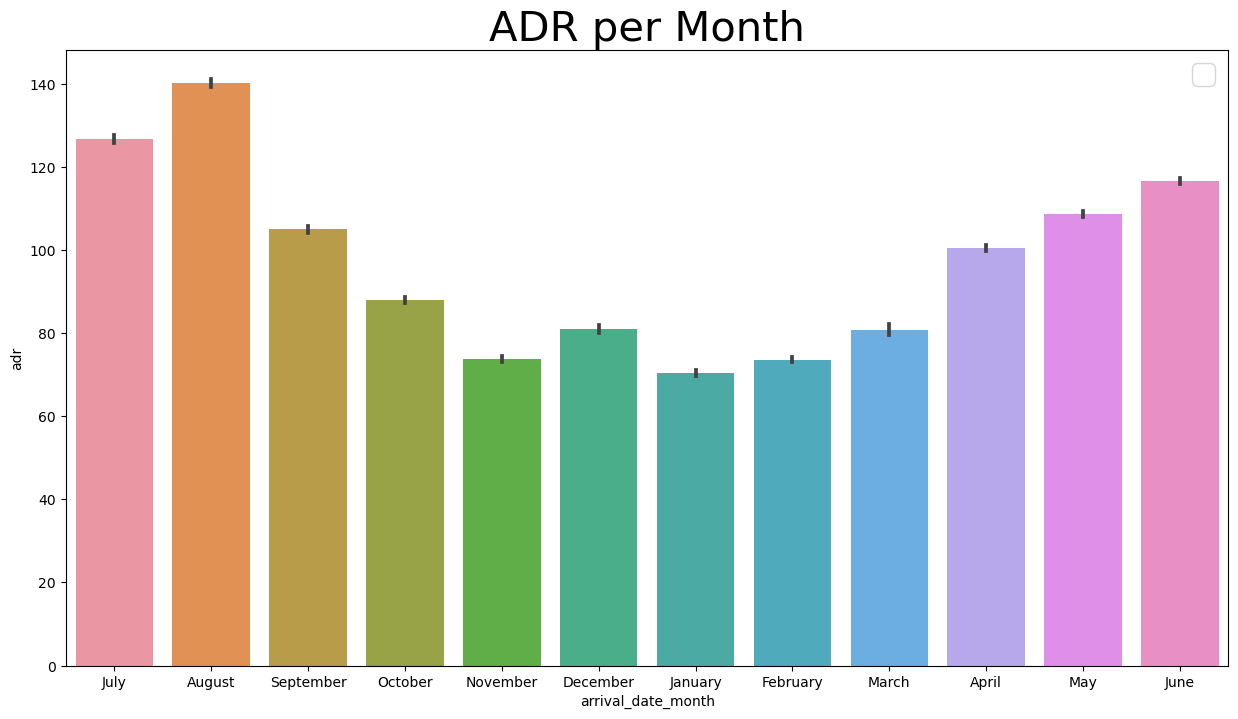 ADR per Month
140
120
100
80
60
40
20
0
adr
July August September October November December January February March April May June
arrival_date_month